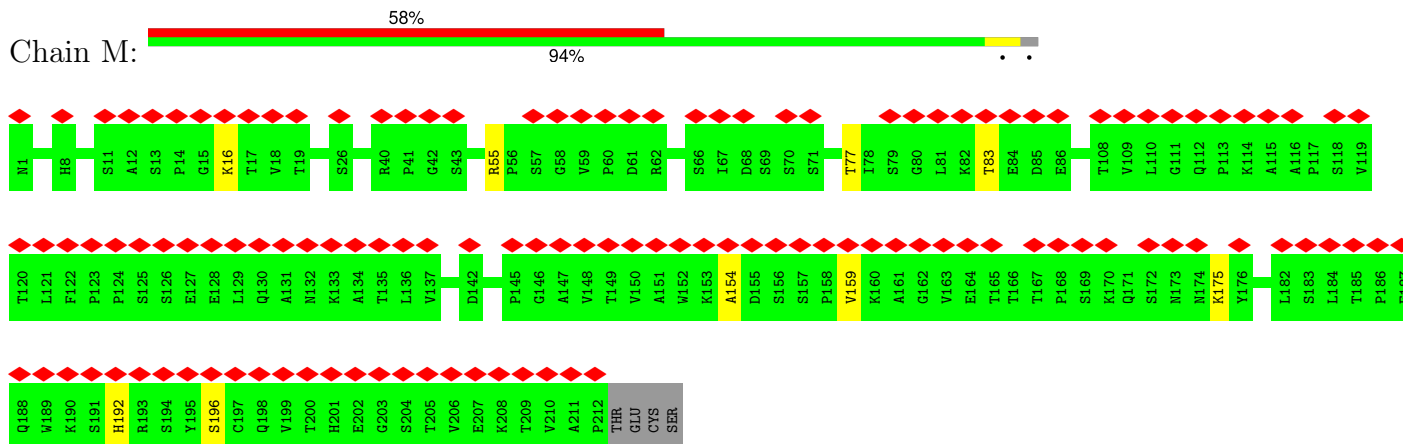 58%
Chain M:
94%
. .
N1 H8 S11 A12 S13 P14 G15 K16 T17 V18 T19 S26 R40 P41 G42 S43 R55 P56 S57 G58 V59 P60 D61 R62 S66 I67 D68 S69 S70 S71 T77 I78 S79 G80 L81 K82 T83 E84 D85 E86 T108 V109 L110 G111 Q112 P113 K114 A115 A116 P117 S118 V119
T120 L121 F122 P123 P124 S125 S126 E127 E128 L129 Q130 A131 N132 K133 A134 T135 L136 V137 D142 P145 G146 A147 V148 T149 V150 A151 W152 K153 A154 D155 S156 S157 P158 V159 K160 A161 G162 V163 E164 T165 T166 T167 P168 S169 K170 Q171 S172 N173 N174 K175 Y176 L182 S183 L184 T185 P186
Q188 W189 K190 S191 H192 R193 S194 Y195 S196 C197 Q198 V199 T200 H201 E202 G203 S204 T205 V206 E207 K208 T209 V210 A211 P212 THR GLU CYS SER